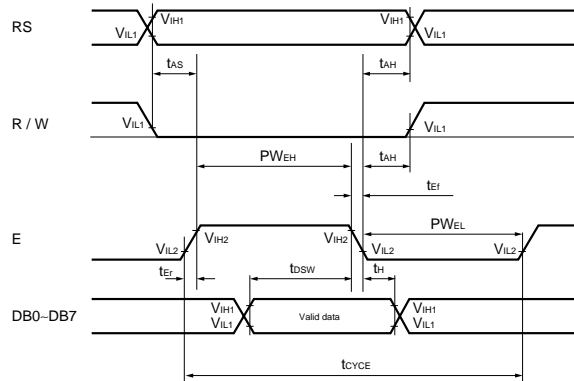 RS
VIH1
VIH1
VIL1
VIL1
tAS
tAH
R / W
VIL1
VIL1
PWEH
tAH
tEf
E
PWEL
VIH2
VIH2
VIL2
VIL2
VIL2
tEr
tDSW
tH
DB0~DB7
VIH1
VIL1
Valid data
VIH1
VIL1
tCYCE